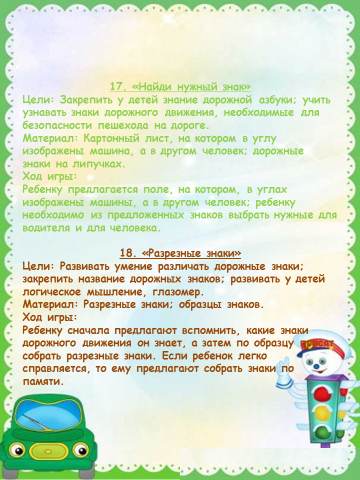 17. «Найди нужный знак»
Цели: Закрепить у детей знание дорожной азбуки; учить
узнавать знаки дорожного движения, необходимые для
безопасности пешехода на дороге.
Материал: Картонный лист, на котором в углу
изображены машина, а в другом человек; дорожные
знаки на липучках.
Ход игры:
Ребенку предлагается поле, на котором, в углах
изображены машины, а в другом человек; ребенку
необходимо из предложенных знаков выбрать нужные для
водителя и для человека.
18. «Разрезные знаки»
Цели: Развивать умение различать дорожные знаки;
закрепить название дорожных знаков; развивать у детей
логическое мышление, глазомер.
Материал: Разрезные знаки; образцы знаков.
Ход игры:
Ребенку сначала предлагают вспомнить, какие знаки
дорожного движения он знает, а затем по образцу
собрать разрезные знаки. Если ребенок легко
справляется, то ему предлагают собрать знаки по
памяти.